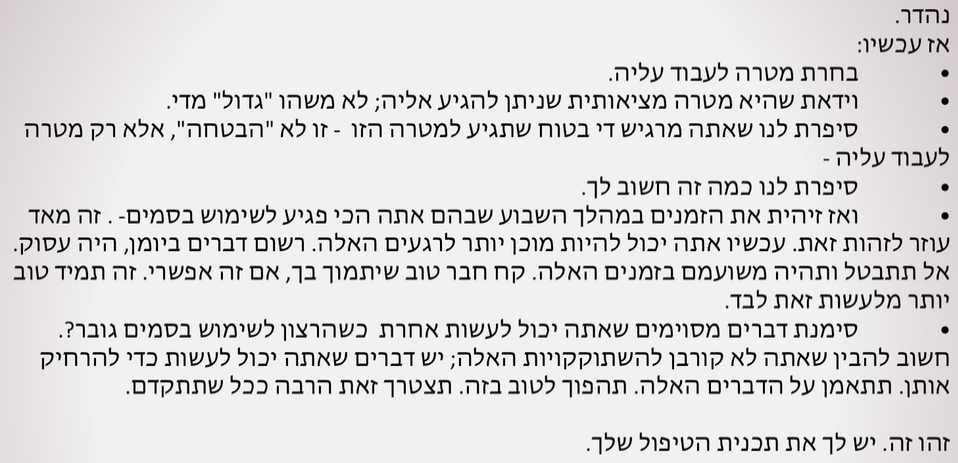 נהדר.
אז עכשיו:
• בחרת מטרה לעבוד עליה.
• וידאת שהיא מטרה מציאותית שניתן להגיע אליה; לא משהו "גדול" מדי.
• סיפרת לנו שאתה מרגיש די בטוח שתגיע למטרה הזו - זו לא "הבטחה", אלא רק מטרה
לעבוד עליה -
• סיפרת לנו כמה זה חשוב לך.
• ואז זיהית את הזמנים במהלך השבוע שבהם אתה הכי פגיע לשימוש בסמים- . זה מאד
עוזר לזהות זאת. עכשיו אתה יכול להיות מוכן יותר לרגעים האלה. רשום דברים ביומן, היה עסוק.
אל תתבטל ותהיה משועמם בזמנים האלה. קח חבר טוב שיתמוך בך, אם זה אפשרי. זה תמיד טוב
יותר מלעשות זאת לבד.
• סימנת דברים מסוימים שאתה יכול לעשות אחרת כשהרצון לשימוש בסמים גובר?.
חשוב להבין שאתה לא קורבן להשתוקקויות האלה; יש דברים שאתה יכול לעשות כדי להרחיק
אותן. תתאמן על הדברים האלה. תהפוך לטוב בזה. תצטרך זאת הרבה ככל שתתקדם.
זהו זה. יש לך את תכנית הטיפול שלך.